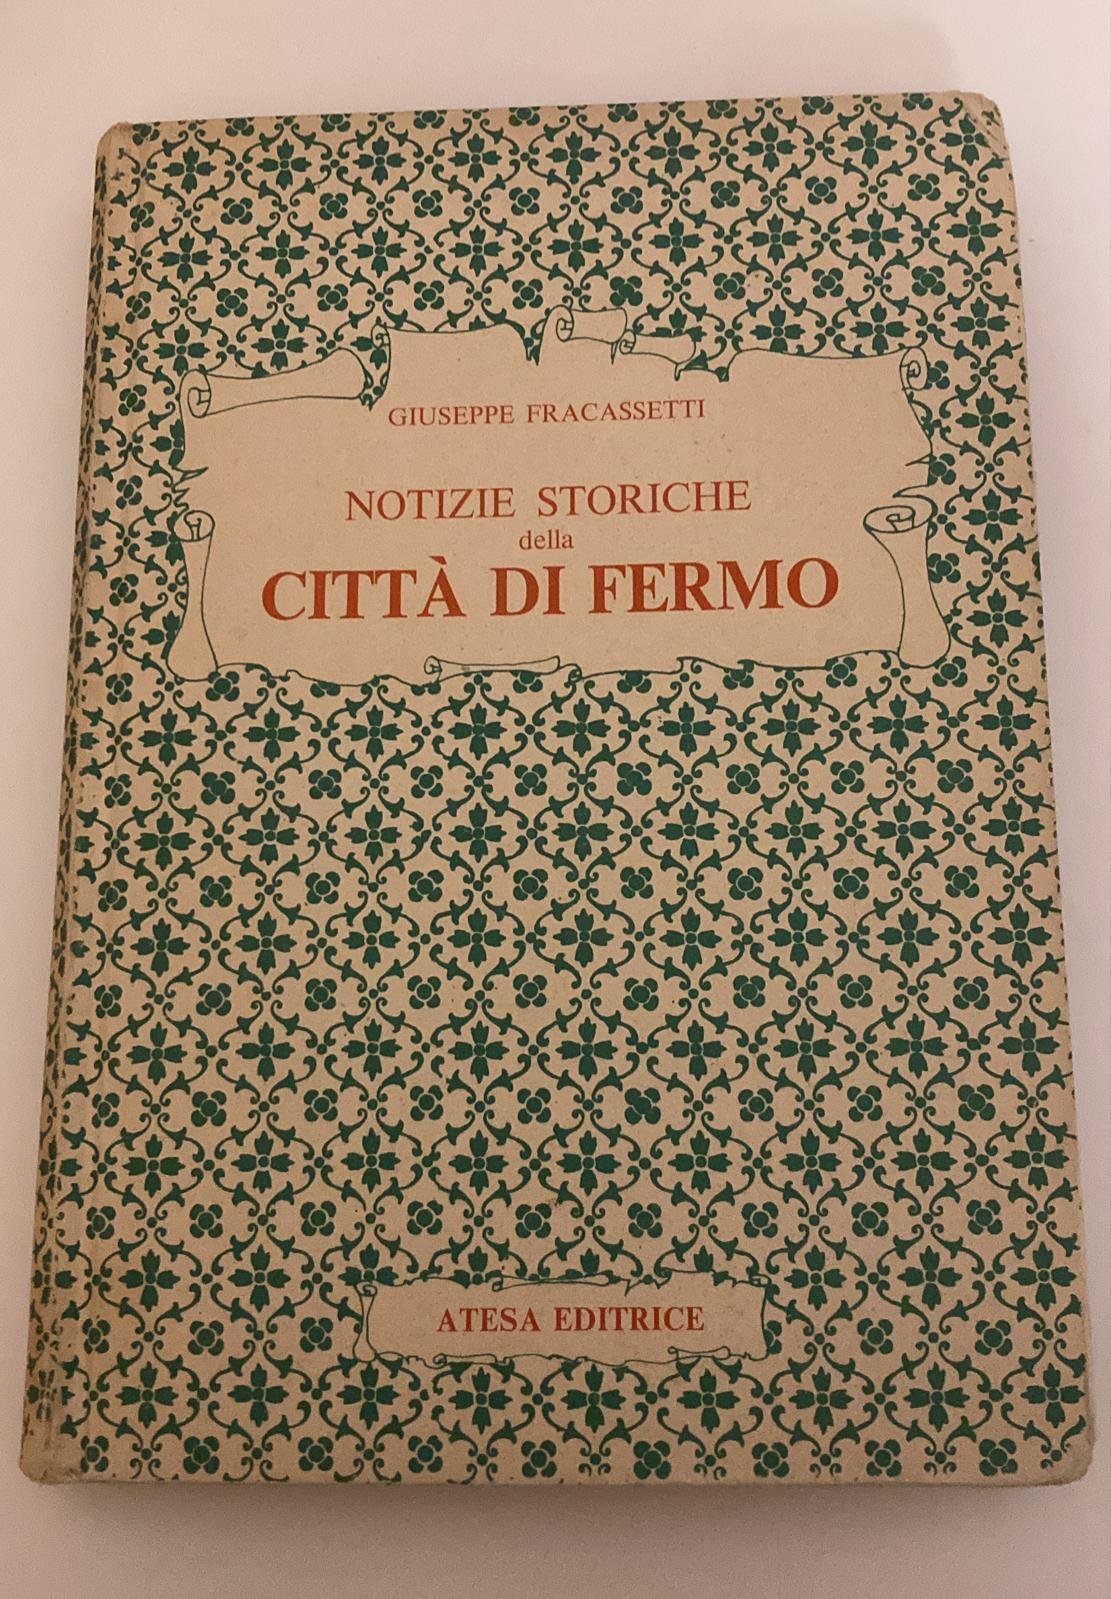 GIUSEPPE FRACASSETTI
NOTIZIE STORICHE
della
CITTÀ DI FERMO
ATESA EDITRICE